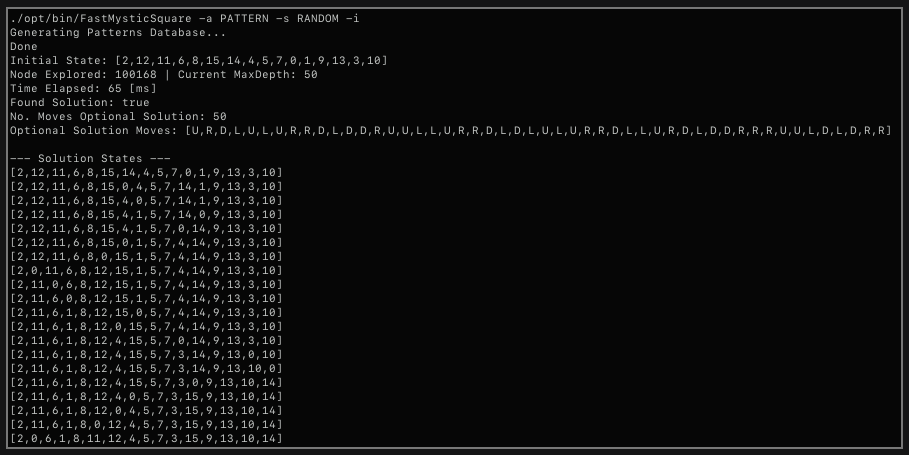 ./opt/bin/FastMysticSquare -a PATTERN -s RANDOM -i
Generating Patterns Database...
Done
Initial State: [2,12,11,6,8,15,14,4,5,7,0,1,9,13,3,10]
Node Explored: 100168 | Current MaxDepth: 50
Time Elapsed: 65 [ms]
Found Solution: true
No. Moves Optional Solution: 50
Optional Solution Moves: [U,R,D,L,U,L,U,R,R,D,L,D,D,R,U,U,L,L,U,R,R,D,L,D,L,U,L,U,R,R,D,L,L,U,R,D,L,D,D,R,R,R,U,U,L,D,L,D,R,R]
--- Solution States ---
[2,12,11,6,8,15,14,4,5,7,0,1,9,13,3,10]
[2,12,11,6,8,15,0,4,5,7,14,1,9,13,3,10]
[2,12,11,6,8,15,4,0,5,7,14,1,9,13,3,10]
[2,12,11,6,8,15,4,1,5,7,14,0,9,13,3,10]
[2,12,11,6,8,15,4,1,5,7,0,14,9,13,3,10]
[2,12,11,6,8,15,0,1,5,7,4,14,9,13,3,10]
[2,12,11,6,8,0,15,1,5,7,4,14,9,13,3,10]
[2,0,11,6,8,12,15,1,5,7,4,14,9,13,3,10]
[2,11,0,6,8,12,15,1,5,7,4,14,9,13,3,10]
[2,11,6,0,8,12,15,1,5,7,4,14,9,13,3,10]
[2,11,6,1,8,12,15,0,5,7,4,14,9,13,3,10]
[2,11,6,1,8,12,0,15,5,7,4,14,9,13,3,10]
[2,11,6,1,8,12,4,15,5,7,0,14,9,13,3,10]
[2,11,6,1,8,12,4,15,5,7,3,14,9,13,0,10]
[2,11,6,1,8,12,4,15,5,7,3,14,9,13,10,0]
[2,11,6,1,8,12,4,15,5,7,3,0,9,13,10,14]
[2,11,6,1,8,12,4,0,5,7,3,15,9,13,10,14]
[2,11,6,1,8,12,0,4,5,7,3,15,9,13,10,14]
[2,11,6,1,8,0,12,4,5,7,3,15,9,13,10,14]
[2,0,6,1,8,11,12,4,5,7,3,15,9,13,10,14]